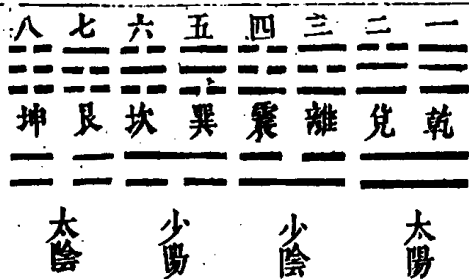 一二三四五六七八
乾兌離震巽坎艮坤
太陽
少陰
少陽
太陰